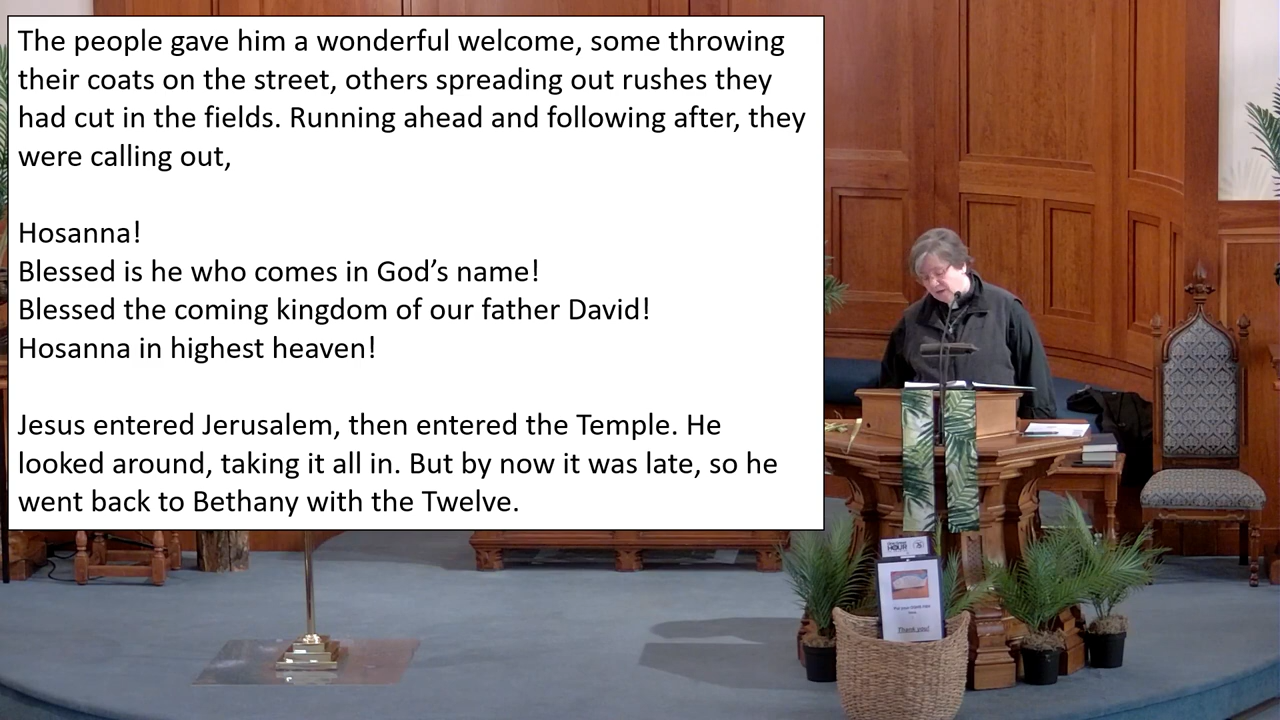 The people gave him a wonderful welcome, some throwing
their coats on the street, others spreading out rushes they
had cut in the fields. Running ahead and following after, they
were calling out,
Hosanna!
Blessed is he who comes in God’s name!
Blessed the coming kingdom of our father David!
Hosanna in highest heaven!
Jesus entered Jerusalem, then entered the Temple. He
looked around, taking it all in. But by now it was late, so he
went back to Bethany with the Twelve.
HOUR
Thank you!